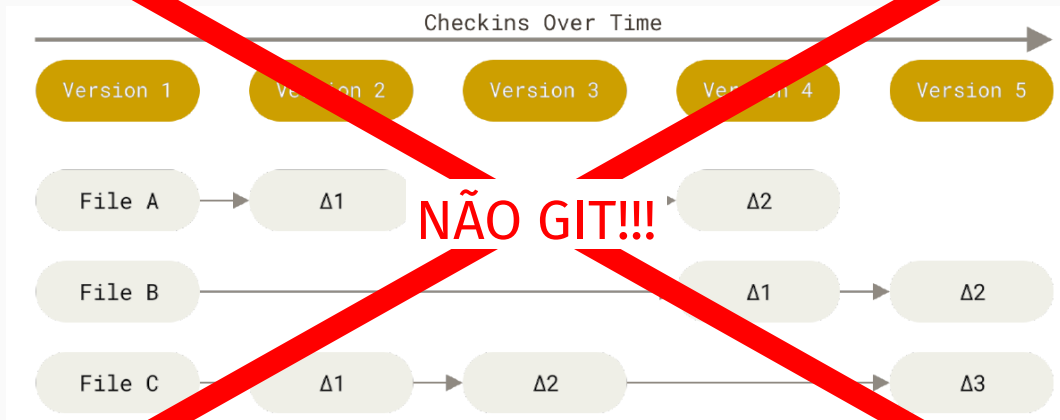 Checkins Over Time
Version 1 Version 2 Version 3 Version 4 Version 5
File A Δ1 Δ2
NÃO GIT!!!
File B Δ1 Δ2
File C Δ1 Δ2 Δ3